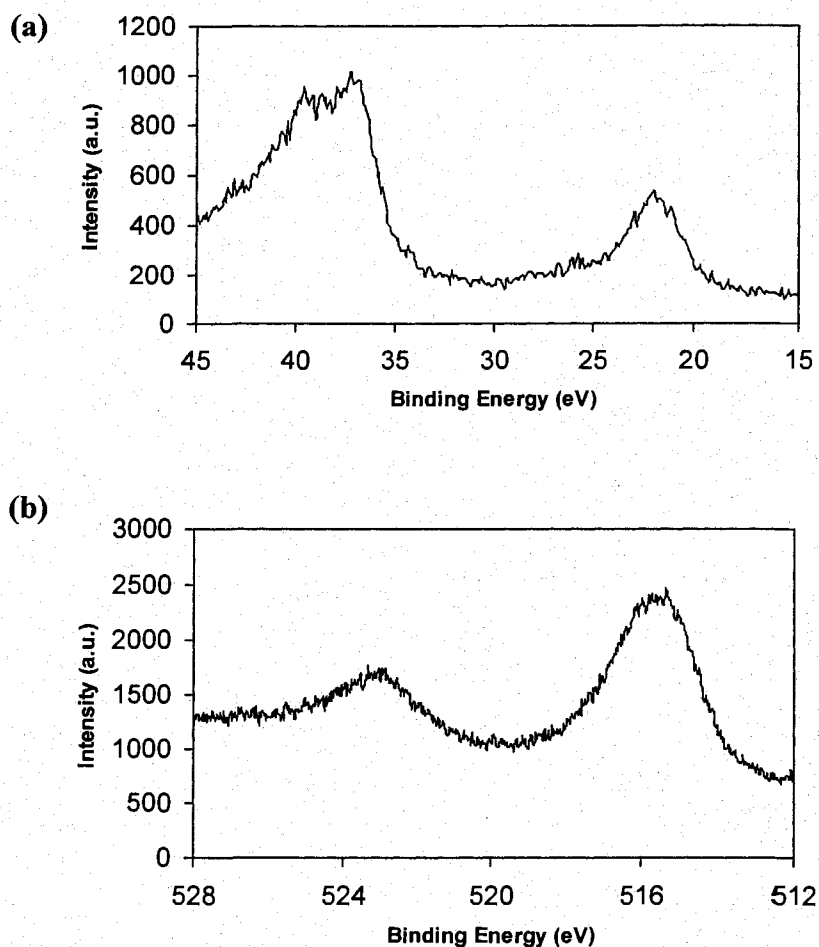 (a)
1200
1000
800
600
400
200
0
Intensity (a.u.)
45 40 35 30 25 20 15
Binding Energy (eV)
(b)
3000
2500
2000
1500
1000
500
0
Intensity (a.u.)
528 524 520 516 512
Binding Energy (eV)